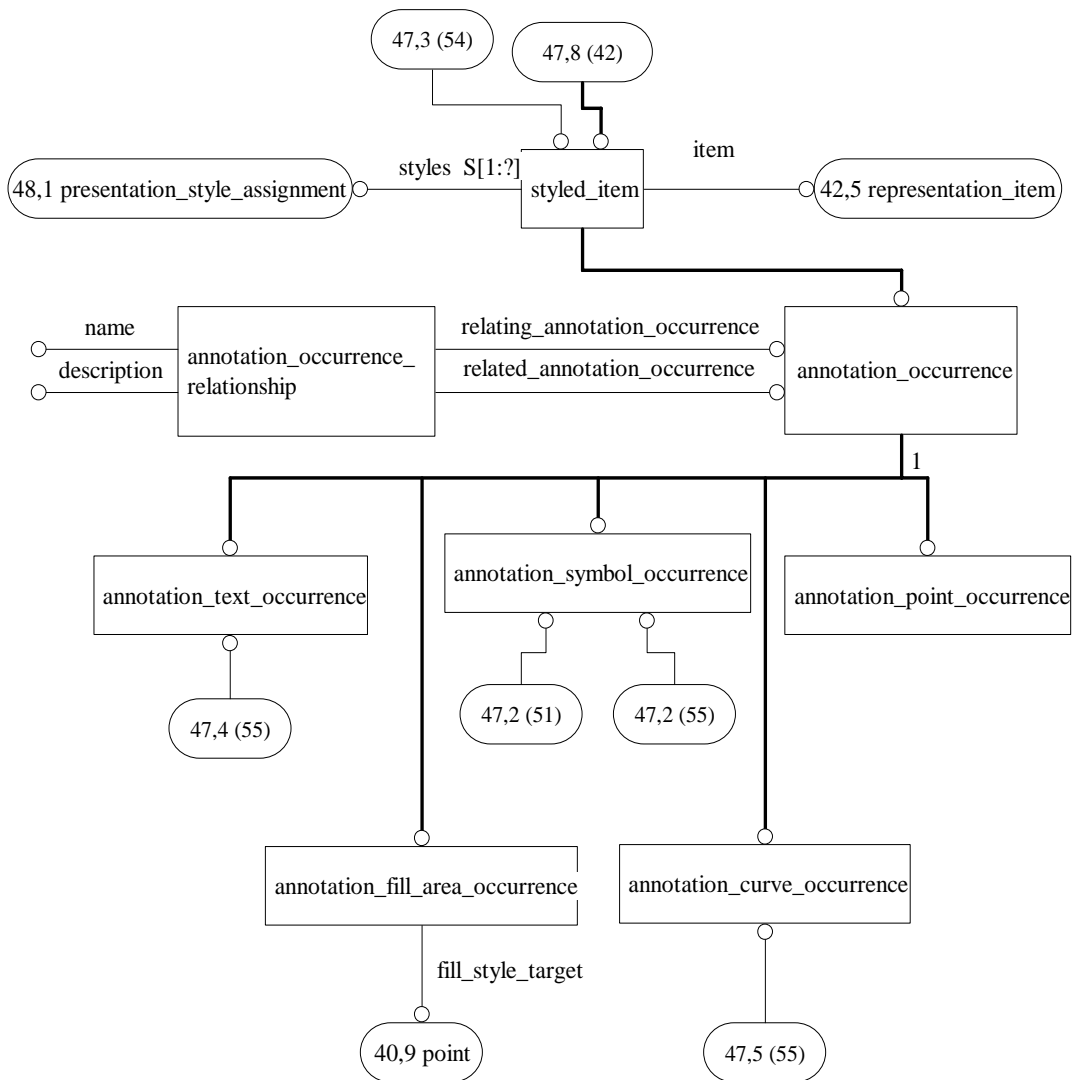 47,3 (54)
47,8 (42)
item
styles S[1:?]
48,1 presentation_style_assignment
styled_item
42,5 representation_item
name
relating_annotation_occurrence
annotation_occurrence_
relationship
description
related_annotation_occurrence
annotation_occurrence
1
annotation_symbol_occurrence
annotation_text_occurrence
annotation_point_occurrence
47,4 (55)
47,2 (51)
47,2 (55)
annotation_fill_area_occurrence
annotation_curve_occurrence
fill_style_target
40,9 point
47,5 (55)